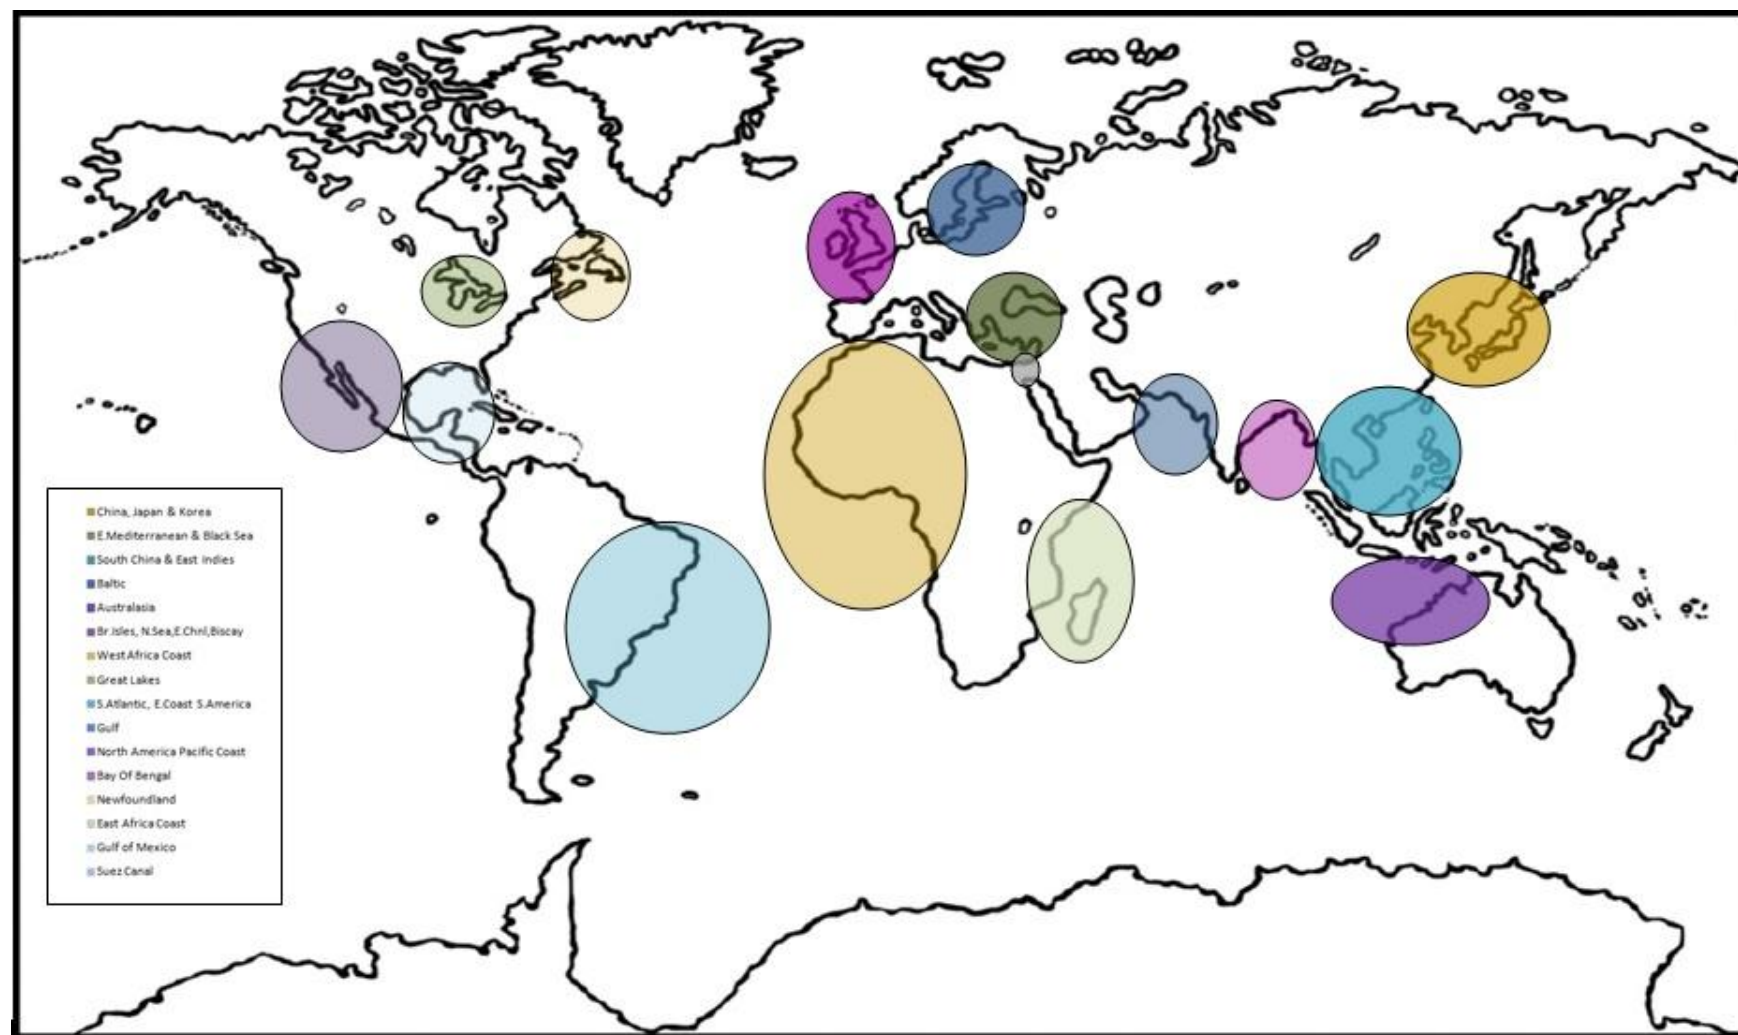 China, Japan & Korea
E.Mediterranean & Black Sea
South China & East Indies
Baltic
Australasia
Br.Isles, N.Sea,E.Chnl,Biscay
West Africa Coast
Great Lakes
S.Atlantic, E.Coast S.America
Gulf
North America Pacific Coast
Bay Of Bengal
Newfoundland
East Africa Coast
Gulf of Mexico
Suez Canal